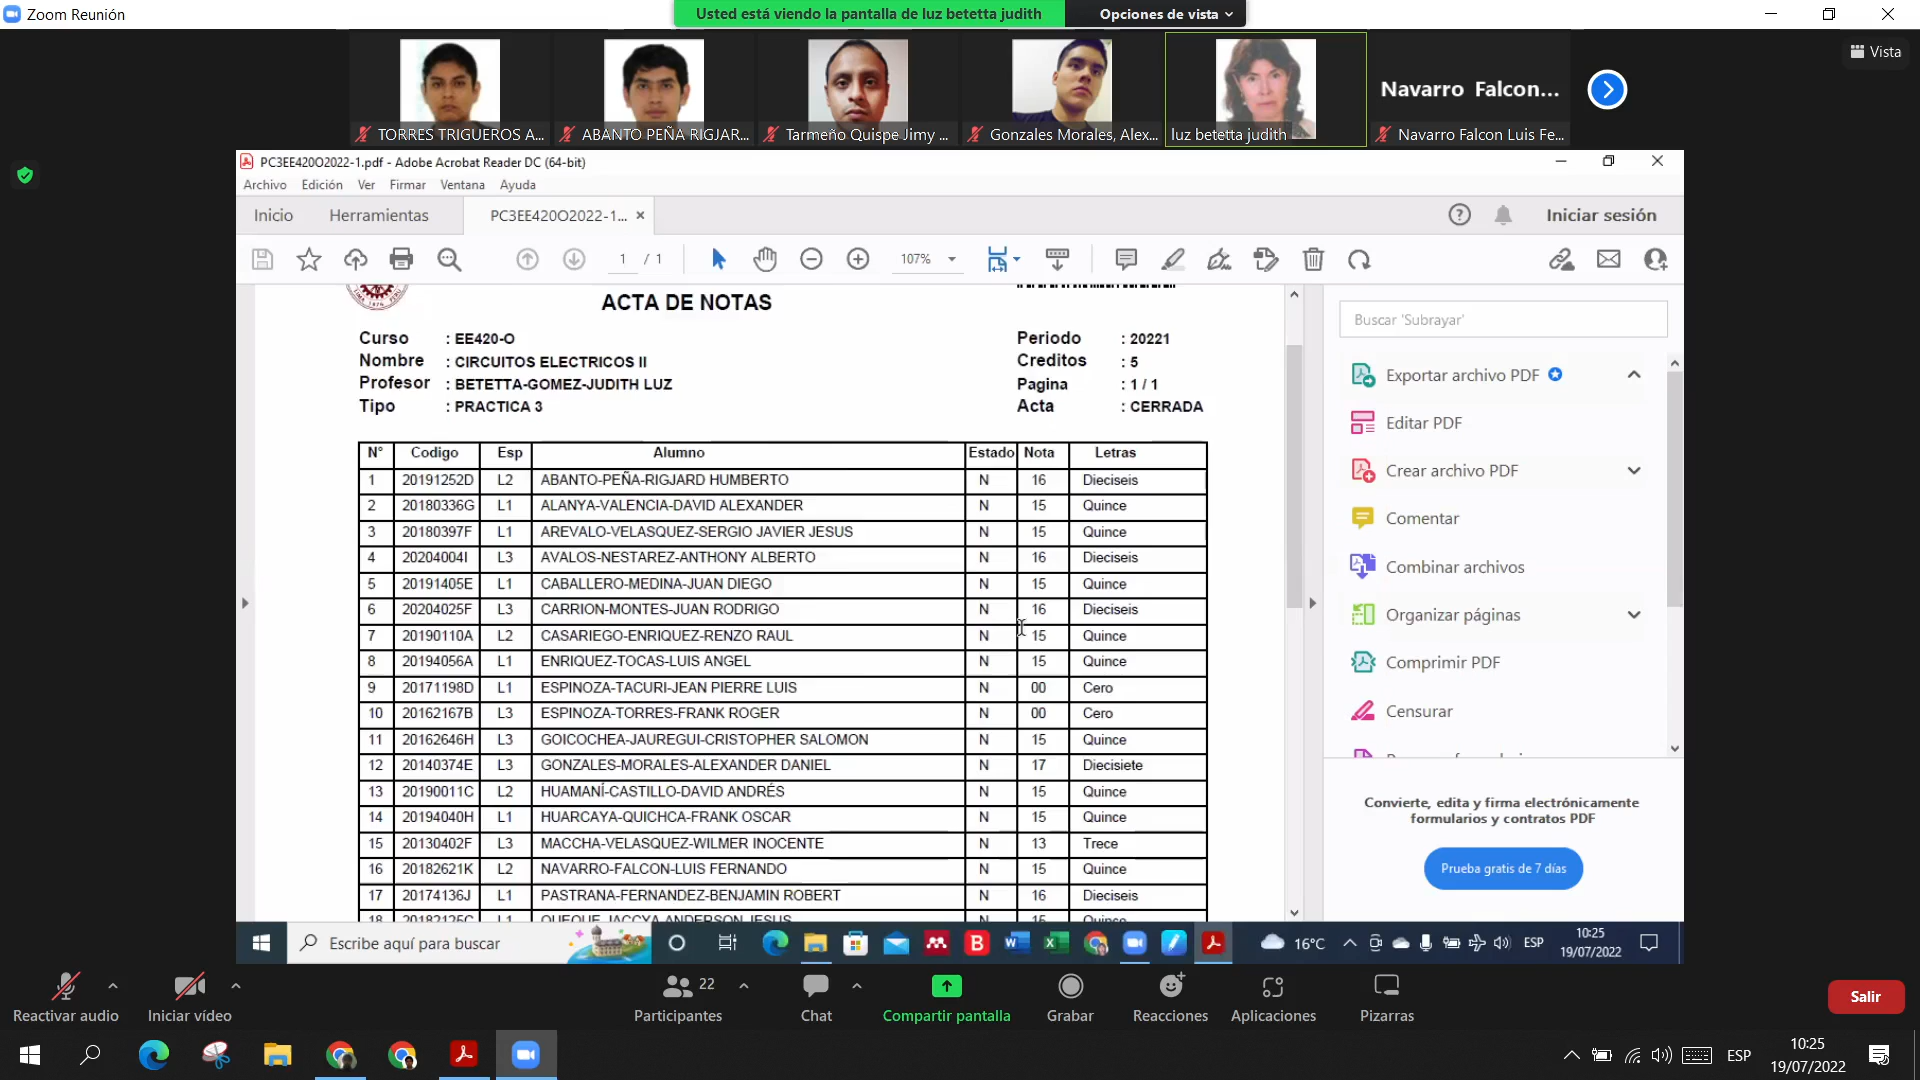 Zoom Reunión
Usted está viendo la pantalla de luz betetta judith
Opciones de vista
Vista
Navarro Falcon...
TORRES TRIGUEROS A...
ABANTO PEÑA RIGJAR...
Tarmeño Quispe Jimy ...
Gonzales Morales, Alex...
luz betetta judith
Navarro Falcon Luis Fe...
PC3EE420O2022-1.pdf - Adobe Acrobat Reader DC (64-bit)
Archivo Edición Ver Firmar Ventana Ayuda
Inicio Herramientas PC3EE420O2022-1... Iniciar sesión
1 / 1 107%
ACTA DE NOTAS
Curso : EE420-O Periodo : 20221
Nombre : CIRCUITOS ELECTRICOS II Creditos : 5
Profesor : BETETTA-GOMEZ-JUDITH LUZ Pagina : 1 / 1
Tipo : PRACTICA 3 Acta : CERRADA
N° Codigo Esp Alumno Estado Nota Letras
1 20191252D L2 ABANTO-PEÑA-RIGJARD HUMBERTO N 16 Dieciseis
2 20180336G L1 ALANYA-VALENCIA-DAVID ALEXANDER N 15 Quince
3 20180397F L1 AREVALO-VELASQUEZ-SERGIO JAVIER JESUS N 15 Quince
4 20204004I L3 AVALOS-NESTAREZ-ANTHONY ALBERTO N 16 Dieciseis
5 20191405E L1 CABALLERO-MEDINA-JUAN DIEGO N 15 Quince
6 20204025F L3 CARRION-MONTES-JUAN RODRIGO N 16 Dieciseis
7 20190110A L2 CASARIEGO-ENRIQUEZ-RENZO RAUL N 15 Quince
8 20194056A L1 ENRIQUEZ-TOCAS-LUIS ANGEL N 15 Quince
9 20171198D L1 ESPINOZA-TACURI-JEAN PIERRE LUIS N 00 Cero
10 20162167B L3 ESPINOZA-TORRES-FRANK ROGER N 00 Cero
11 20162646H L3 GOICOCHEA-JAUREGUI-CRISTOPHER SALOMON N 15 Quince
12 20140374E L3 GONZALES-MORALES-ALEXANDER DANIEL N 17 Diecisiete
13 20190011C L2 HUAMANÍ-CASTILLO-DAVID ANDRÉS N 15 Quince
14 20194040H L1 HUARCAYA-QUICHCA-FRANK OSCAR N 15 Quince
15 20130402F L3 MACCHA-VELASQUEZ-WILMER INOCENTE N 13 Trece
16 20182621K L2 NAVARRO-FALCON-LUIS FERNANDO N 15 Quince
17 20174136J L1 PASTRANA-FERNANDEZ-BENJAMIN ROBERT N 16 Dieciseis
18 20182125C L1 QUEQUE-JACCYA-ANDERSON JESUS N 15 Quince
Buscar 'Subrayar'
Exportar archivo PDF
Editar PDF
Crear archivo PDF
Comentar
Combinar archivos
Organizar páginas
Comprimir PDF
Censurar
Convierte, edita y firma electrónicamente
formularios y contratos PDF
Prueba gratis de 7 días
Escribe aquí para buscar
16°C ESP
10:25
19/07/2022
Reactivar audio
Iniciar vídeo
22
Participantes
Chat
Compartir pantalla
Grabar
Reacciones
Aplicaciones
Pizarras
Salir
ESP
10:25
19/07/2022